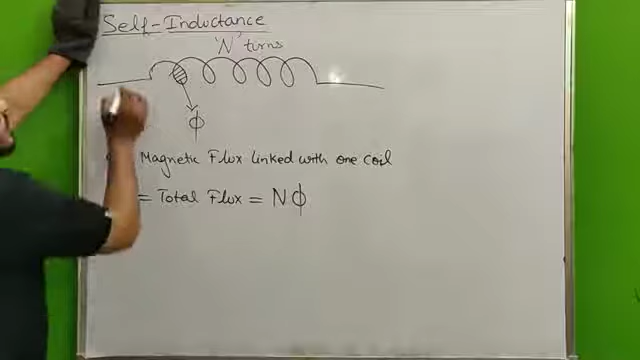 Self-Inductance
'N' turns
ϕ
Magnetic Flux linked with one coil
= Total Flux = Nϕ